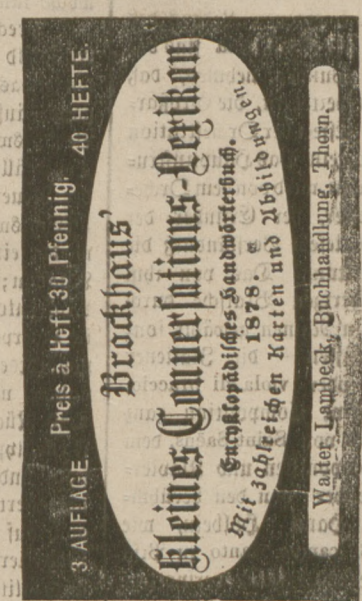 3. AUFLAGE. Preis à Heft 30 Pfennig. 40 HEFTE.
Brockhaus'
Kleines Conversations-Lexikon
Encyklopädisches Handwörterbuch.
1878
Mit zahlreichen Karten und Abbildungen.
Walter Lambeck, Buchhandlung, Thorn.